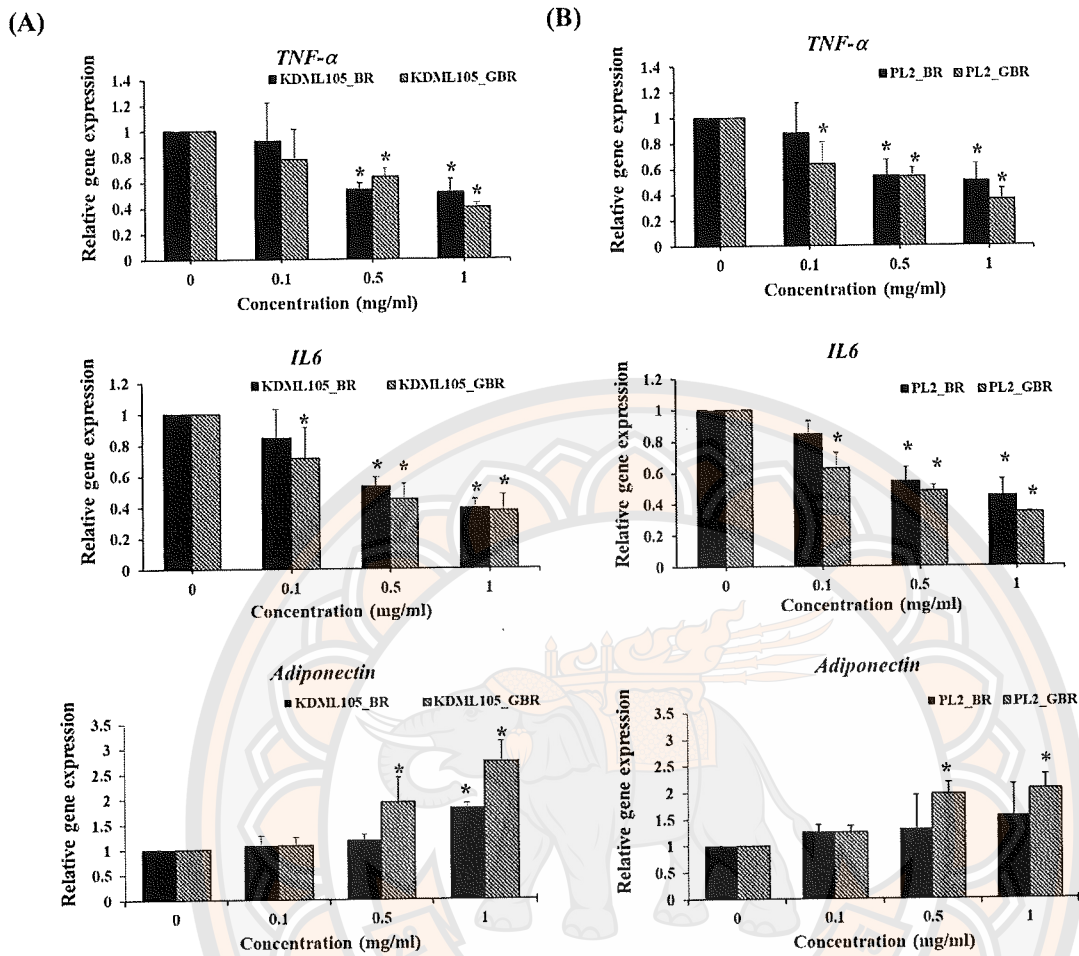 (A)
TNF-α
KDML105_BR KDML105_GBR
Relative gene expression
1.4
1.2
1
0.8
0.6
0.4
0.2
0
* * * *
0 0.1 0.5 1
Concentration (mg/ml)
IL6
KDML105_BR KDML105_GBR
Relative gene expression
1.2
1
0.8
0.6
0.4
0.2
0
* * * * *
0 0.1 0.5 1
Concentration (mg/ml)
Adiponectin
KDML105_BR KDML105_GBR
Relative gene expression
3.5
3
2.5
2
1.5
1
0.5
0
* * *
0 0.1 0.5 1
Concentration (mg/ml)
(B)
TNF-α
PL2_BR PL2_GBR
Relative gene expression
1.4
1.2
1
0.8
0.6
0.4
0.2
0
* * * * *
0 0.1 0.5 1
Concentration (mg/ml)
IL6
PL2_BR PL2_GBR
Relative gene expression
1.2
1
0.8
0.6
0.4
0.2
0
* * * * *
0 0.1 0.5 1
Concentration (mg/ml)
Adiponectin
PL2_BR PL2_GBR
Relative gene expression
3.5
3
2.5
2
1.5
1
0.5
0
* *
0 0.1 0.5 1
Concentration (mg/ml)